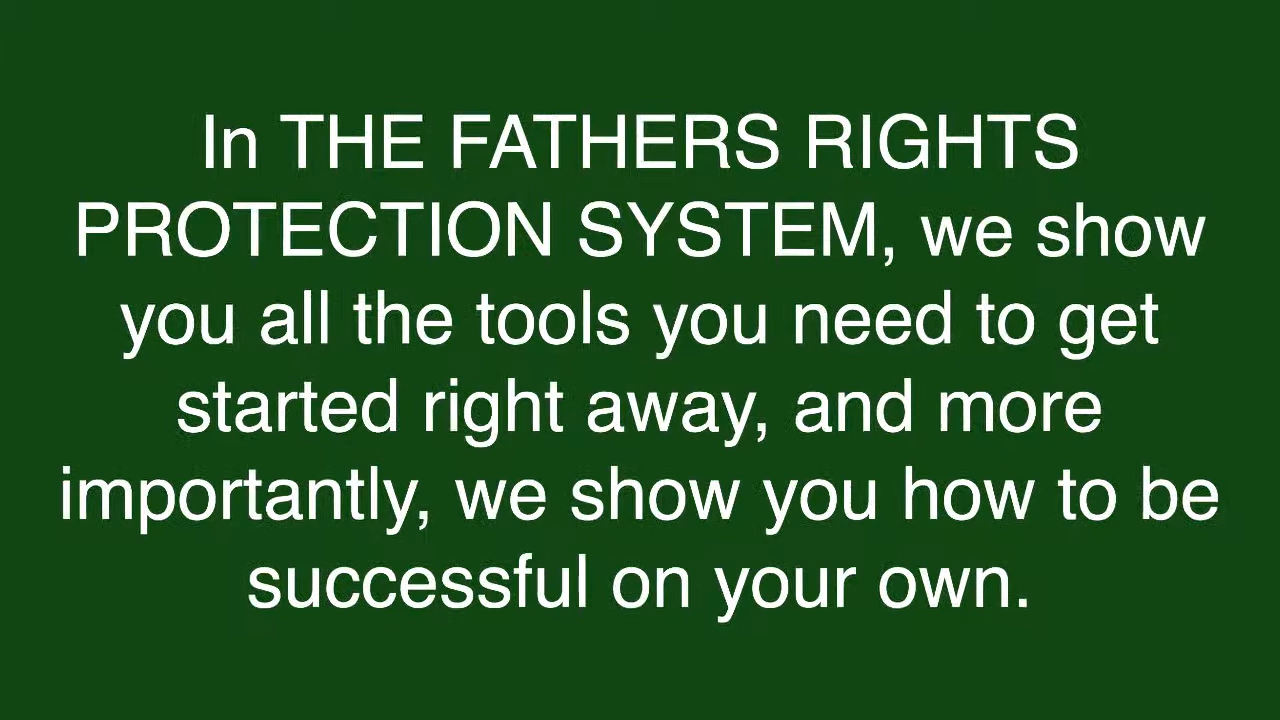 In THE FATHERS RIGHTS
PROTECTION SYSTEM, we show
you all the tools you need to get
started right away, and more
importantly, we show you how to be
successful on your own.